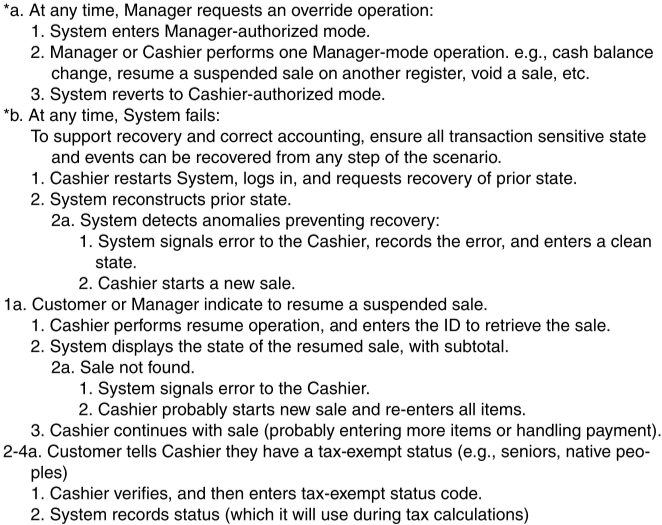 *a. At any time, Manager requests an override operation:
1. System enters Manager-authorized mode.
2. Manager or Cashier performs one Manager-mode operation. e.g., cash balance
change, resume a suspended sale on another register, void a sale, etc.
3. System reverts to Cashier-authorized mode.
*b. At any time, System fails:
To support recovery and correct accounting, ensure all transaction sensitive state
and events can be recovered from any step of the scenario.
1. Cashier restarts System, logs in, and requests recovery of prior state.
2. System reconstructs prior state.
2a. System detects anomalies preventing recovery:
1. System signals error to the Cashier, records the error, and enters a clean
state.
2. Cashier starts a new sale.
1a. Customer or Manager indicate to resume a suspended sale.
1. Cashier performs resume operation, and enters the ID to retrieve the sale.
2. System displays the state of the resumed sale, with subtotal.
2a. Sale not found.
1. System signals error to the Cashier.
2. Cashier probably starts new sale and re-enters all items.
3. Cashier continues with sale (probably entering more items or handling payment).
2-4a. Customer tells Cashier they have a tax-exempt status (e.g., seniors, native peo-
ples)
1. Cashier verifies, and then enters tax-exempt status code.
2. System records status (which it will use during tax calculations)